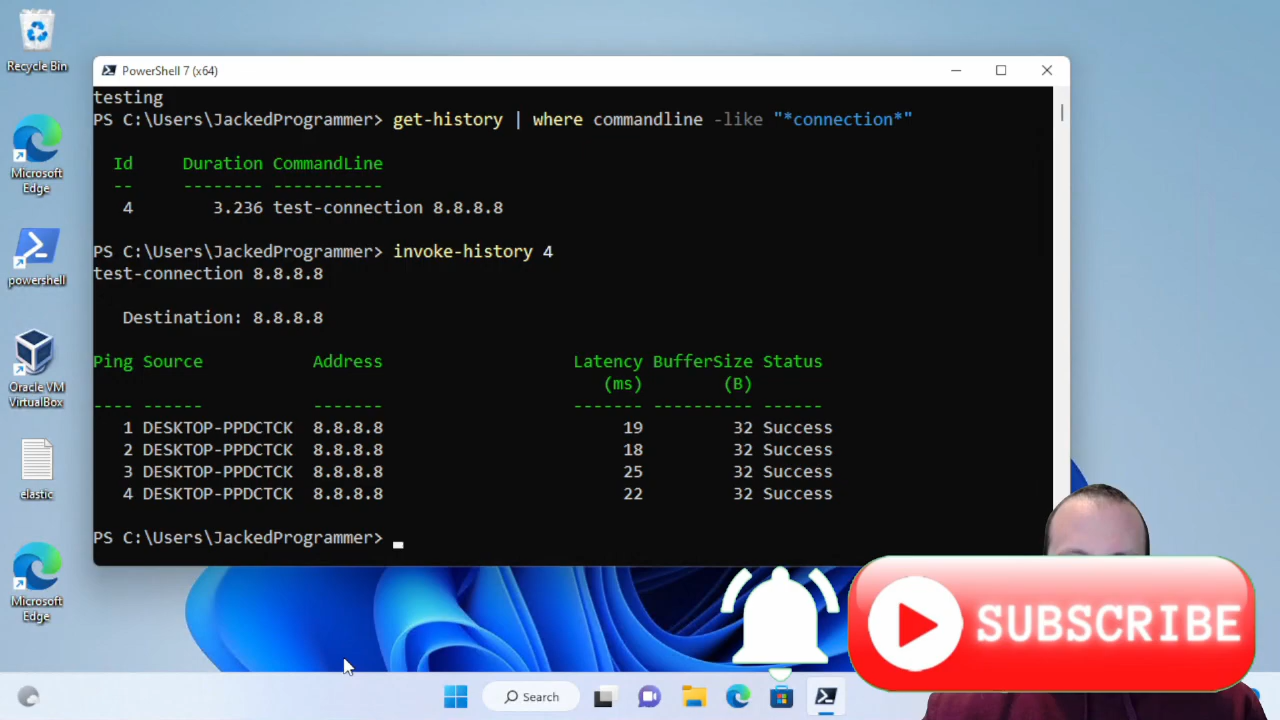 Recycle Bin
Microsoft
Edge
powershell
Oracle VM
VirtualBox
elastic
Microsoft
Edge
PowerShell 7 (x64)
testing
PS C:\Users\JackedProgrammer> get-history | where commandline -like "*connection*"
Id Duration CommandLine
-- -------- -----------
4 3.236 test-connection 8.8.8.8
PS C:\Users\JackedProgrammer> invoke-history 4
test-connection 8.8.8.8
Destination: 8.8.8.8
Ping Source Address Latency BufferSize Status
(ms) (B)
---- ------ ------- ------- ---------- ------
1 DESKTOP-PPDCTCK 8.8.8.8 19 32 Success
2 DESKTOP-PPDCTCK 8.8.8.8 18 32 Success
3 DESKTOP-PPDCTCK 8.8.8.8 25 32 Success
4 DESKTOP-PPDCTCK 8.8.8.8 22 32 Success
PS C:\Users\JackedProgrammer>
SUBSCRIBE
Search